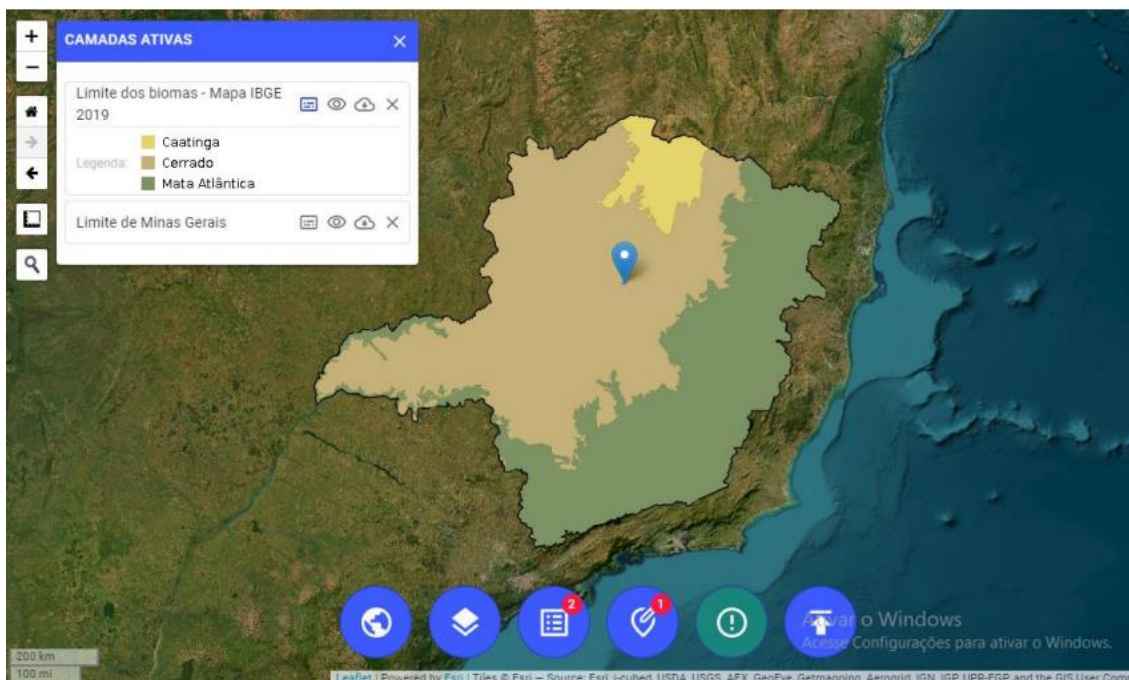 +
CAMADAS ATIVAS
−
Limite dos biomas - Mapa IBGE
2019
Legenda:
Caatinga
Cerrado
Mata Atlântica
Limite de Minas Gerais
2
1
Ativar o Windows
Acesse Configurações para ativar o Windows.
200 km
100 mi
Leaflet | Powered by Esri | Tiles © Esri — Source: Esri, i-cubed, USDA, USGS, AEX, GeoEye, Getmapping, Aerogrid, IGN, IGP, UPR-EGP, and the GIS User Com